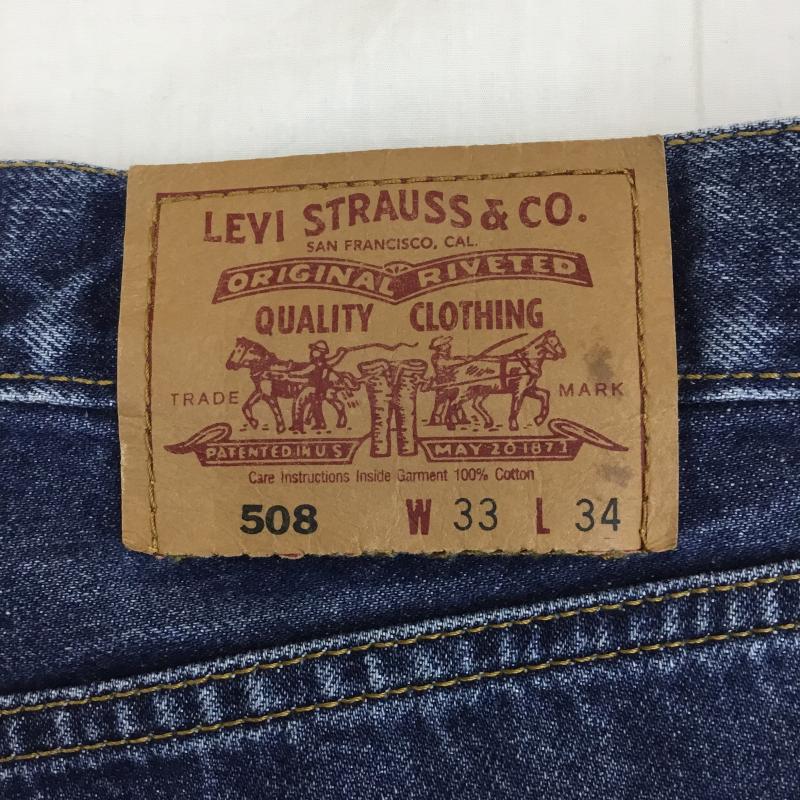 LEVI STRAUSS & CO.
SAN FRANCISCO, CAL.
ORIGINAL RIVETED
QUALITY CLOTHING
TRADE MARK
PATENTED IN U.S MAY 20 1873
Care Instructions Inside Garment 100% Cotton
508 W 33 L 34